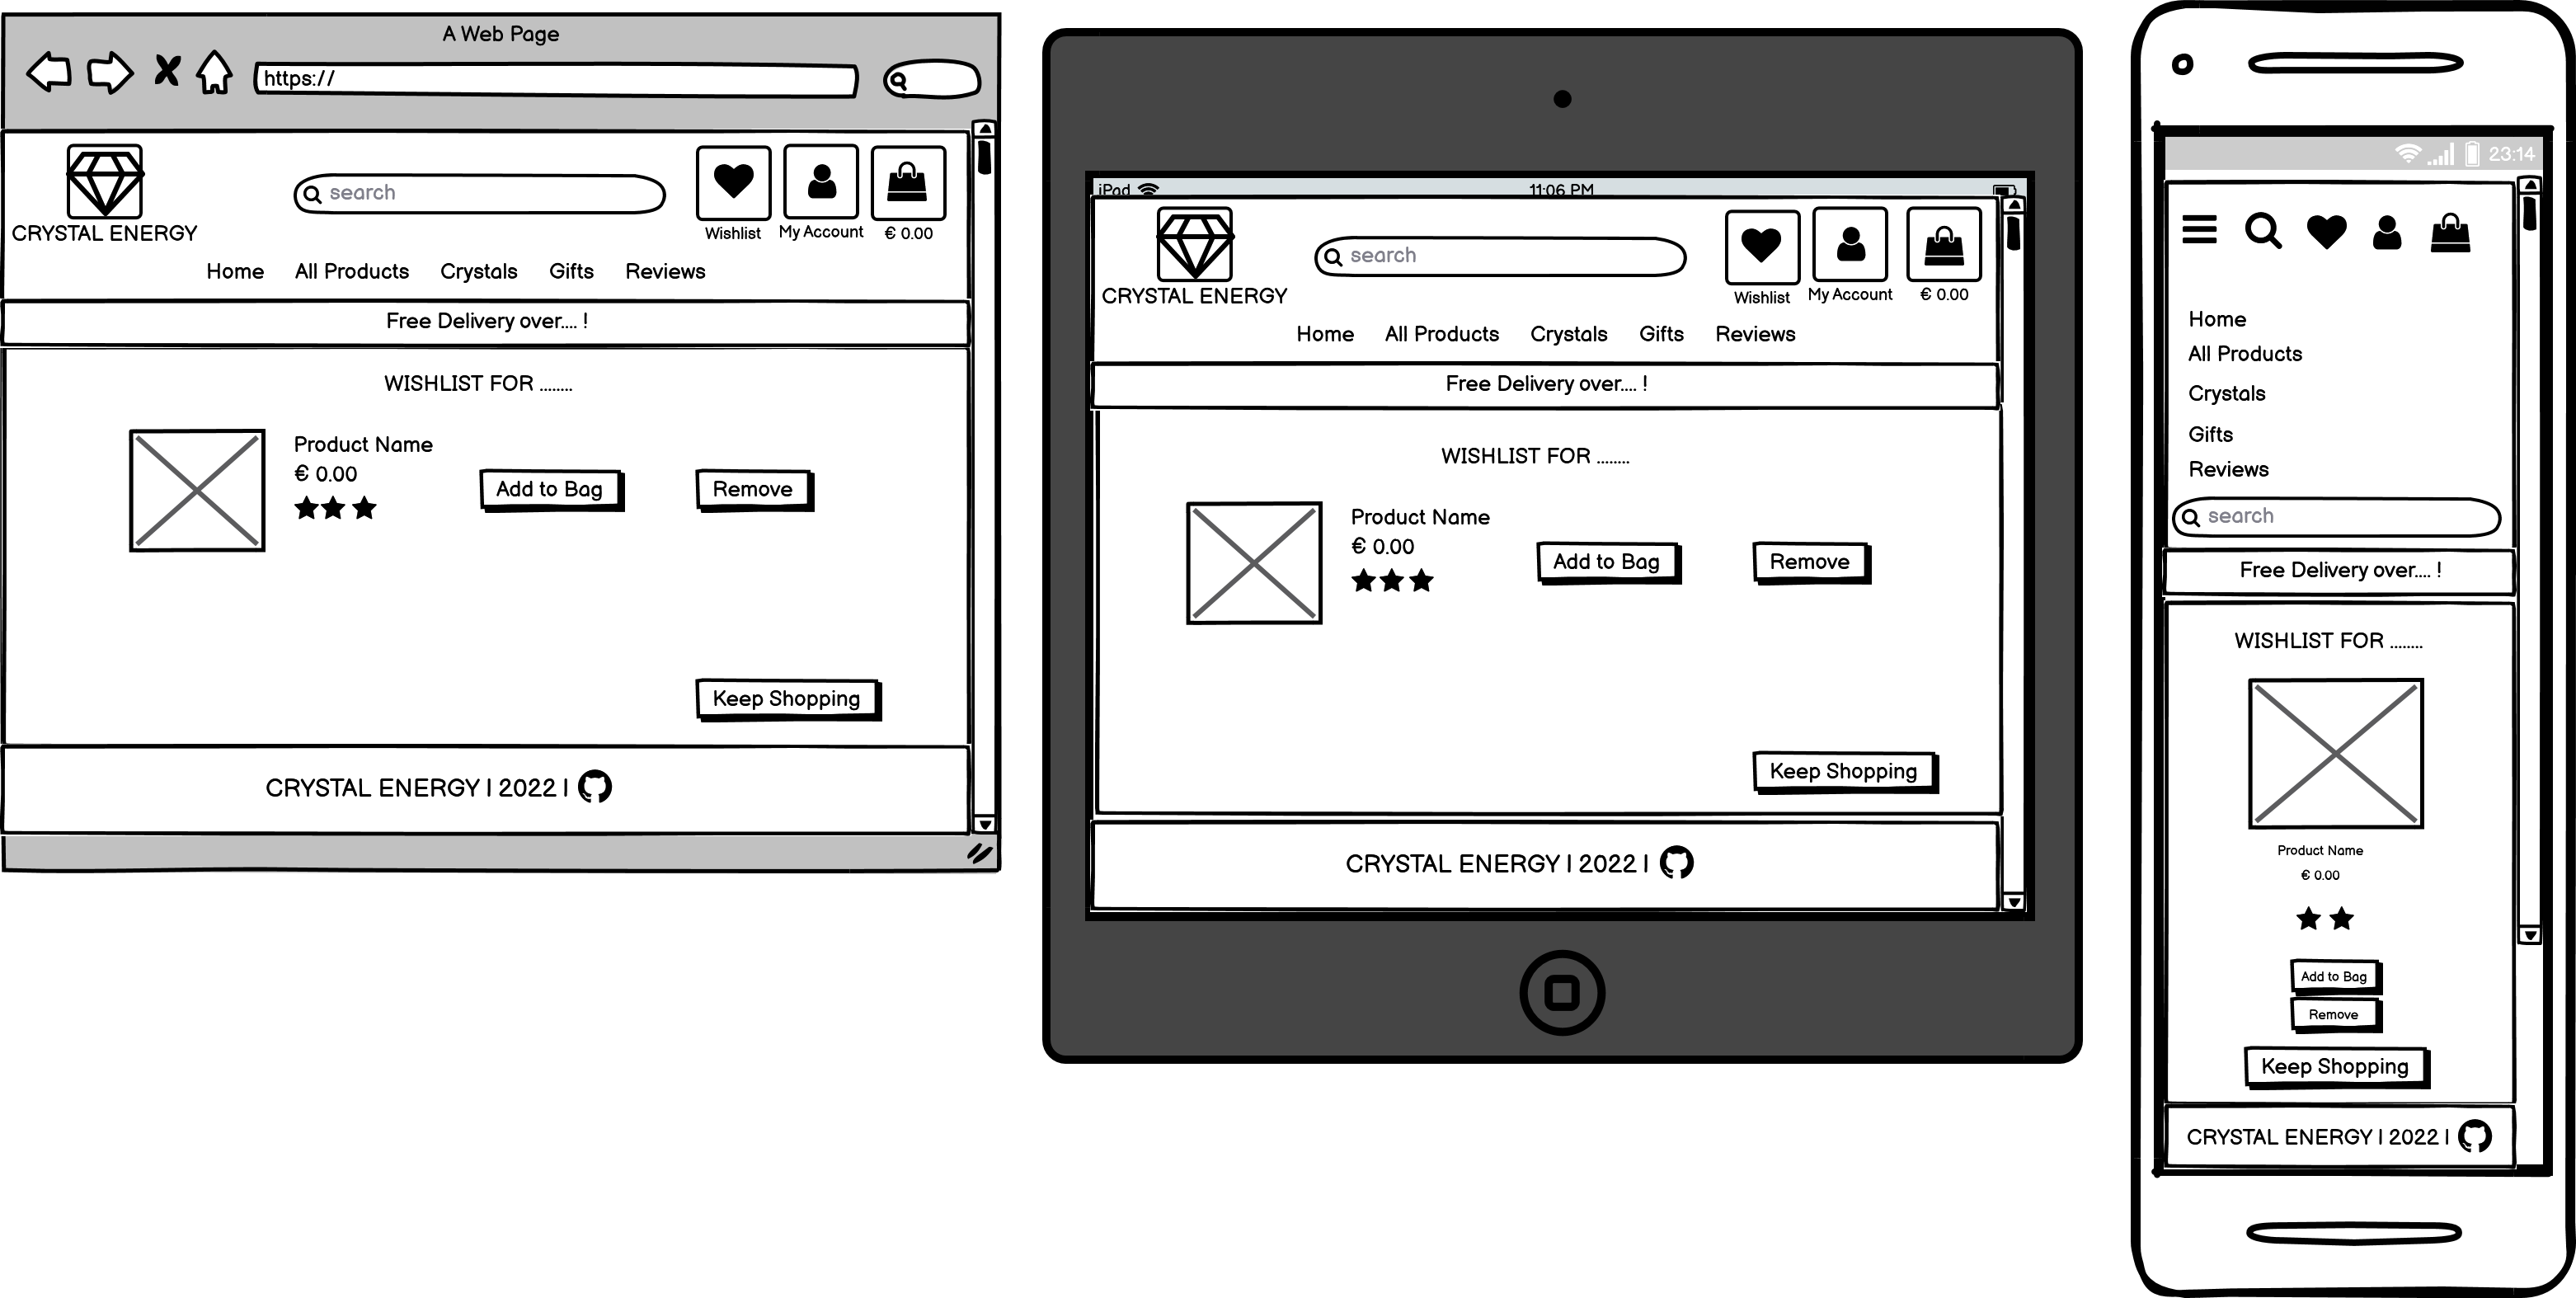 A Web Page
https://
search
CRYSTAL ENERGY
Wishlist
My Account
€ 0.00
Home All Products Crystals Gifts Reviews
Free Delivery over.... !
WISHLIST FOR ........
Product Name
€ 0.00
Add to Bag
Remove
Keep Shopping
CRYSTAL ENERGY | 2022 |
iPad
11:06 PM
search
CRYSTAL ENERGY
Wishlist
My Account
€ 0.00
Home All Products Crystals Gifts Reviews
Free Delivery over.... !
WISHLIST FOR ........
Product Name
€ 0.00
Add to Bag
Remove
Keep Shopping
CRYSTAL ENERGY | 2022 |
23:14
Home
All Products
Crystals
Gifts
Reviews
search
Free Delivery over.... !
WISHLIST FOR ........
Product Name
€ 0.00
Add to Bag
Remove
Keep Shopping
CRYSTAL ENERGY | 2022 |